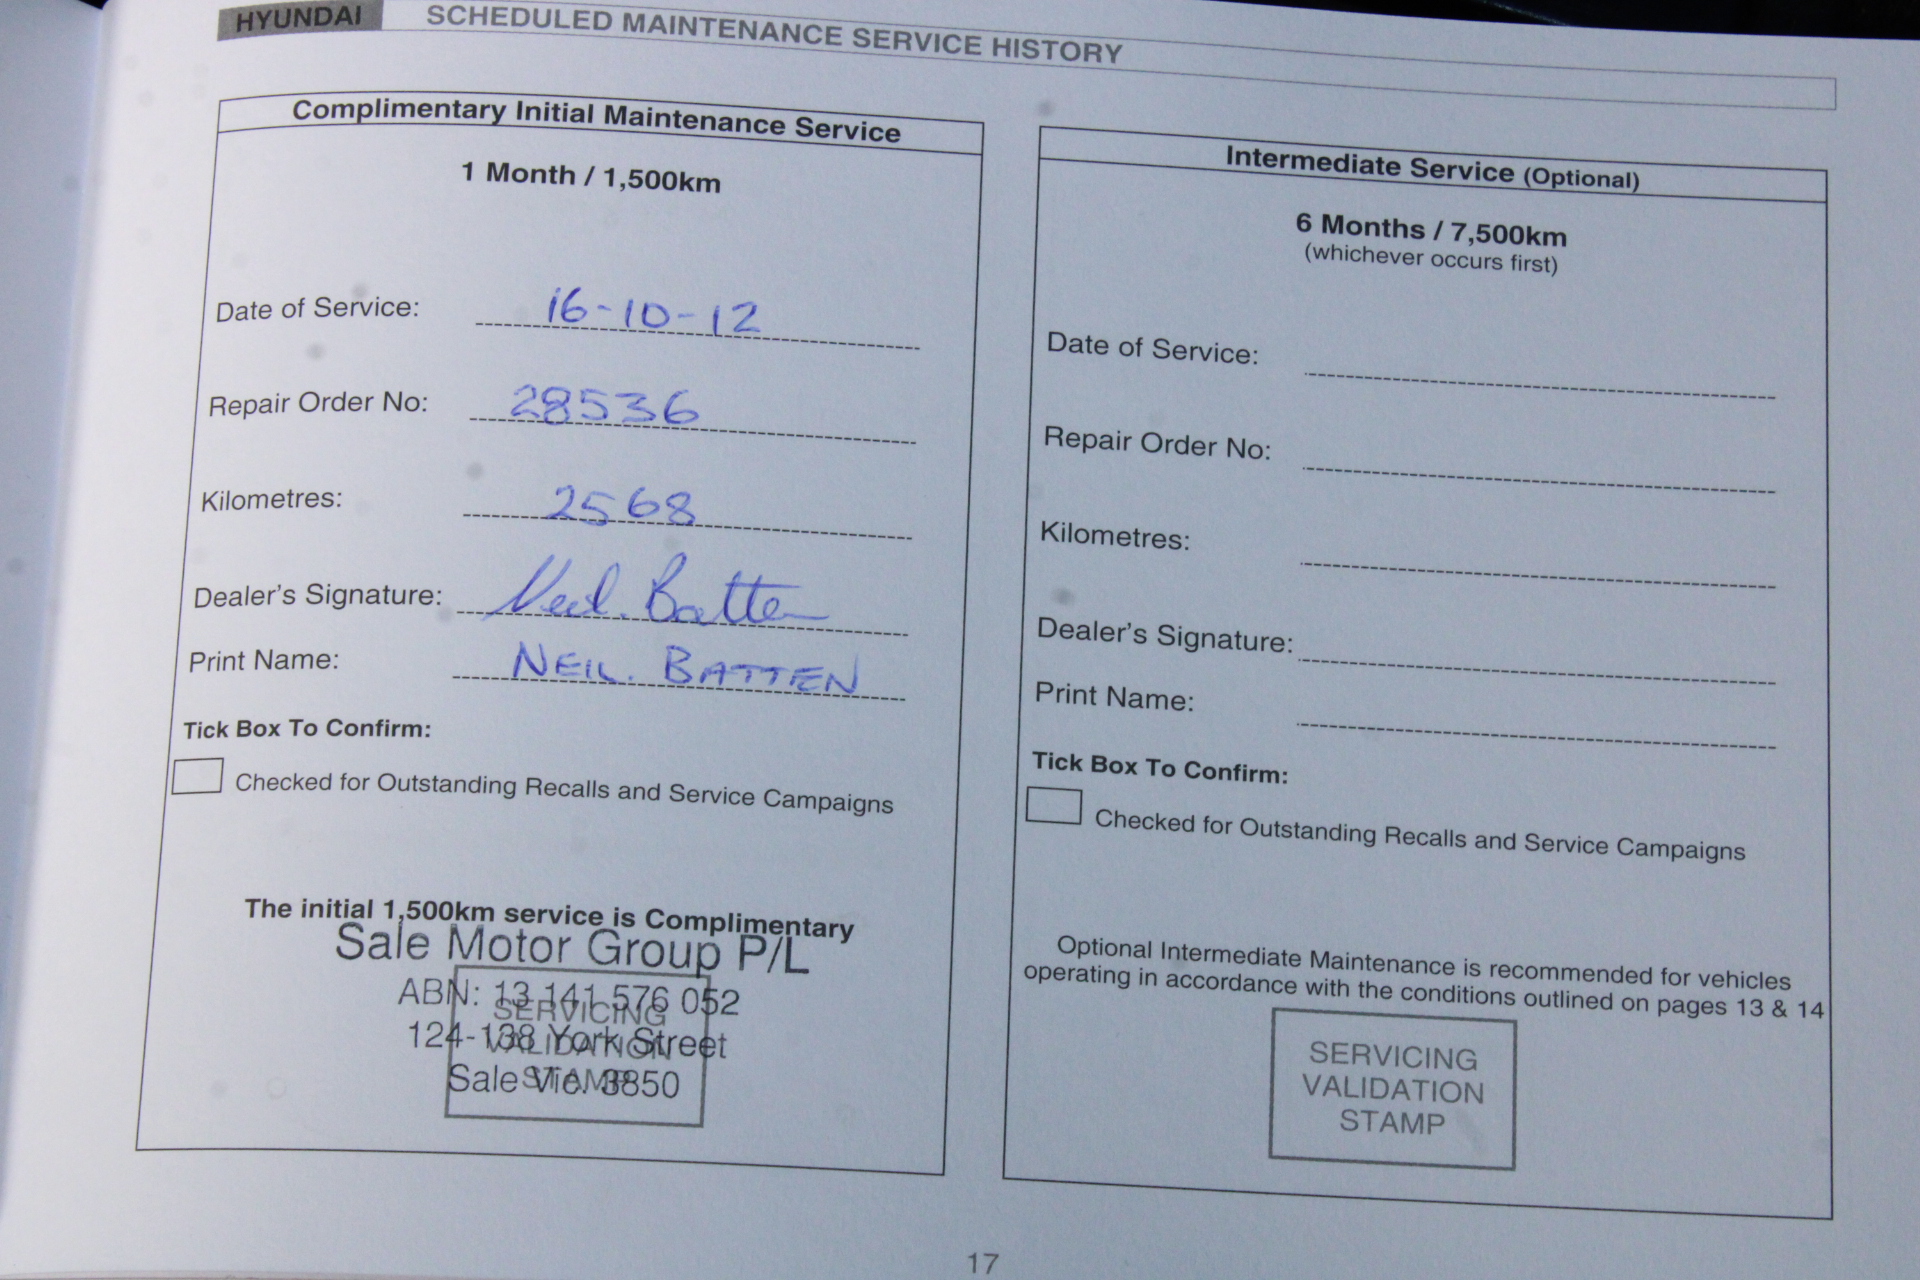 HYUNDAI SCHEDULED MAINTENANCE SERVICE HISTORY
Complimentary Initial Maintenance Service
1 Month / 1,500km
Date of Service: 16-10-12
Repair Order No: 28536
Kilometres: 2568
Dealer's Signature: Neil. Batten
Print Name: NEIL. BATTEN
Tick Box To Confirm:
Checked for Outstanding Recalls and Service Campaigns
The initial 1,500km service is Complimentary
Sale Motor Group P/L
ABN: 13 141 576 052
124-138 York Street
Sale Vic. 3850
SERVICING
VALIDATION
STAMP
Intermediate Service (Optional)
6 Months / 7,500km
(whichever occurs first)
Date of Service:
Repair Order No:
Kilometres:
Dealer's Signature:
Print Name:
Tick Box To Confirm:
Checked for Outstanding Recalls and Service Campaigns
Optional Intermediate Maintenance is recommended for vehicles
operating in accordance with the conditions outlined on pages 13 & 14
SERVICING
VALIDATION
STAMP
17